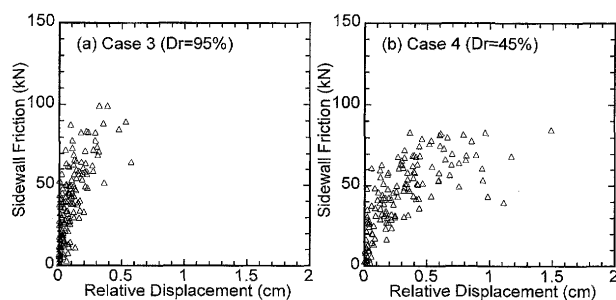 150
(a) Case 3 (Dr=95%)
100
50
0
Sidewall Friction (kN)
0 0.5 1 1.5 2
Relative Displacement (cm)
150
(b) Case 4 (Dr=45%)
100
50
0
Sidewall Friction (kN)
0 0.5 1 1.5 2
Relative Displacement (cm)